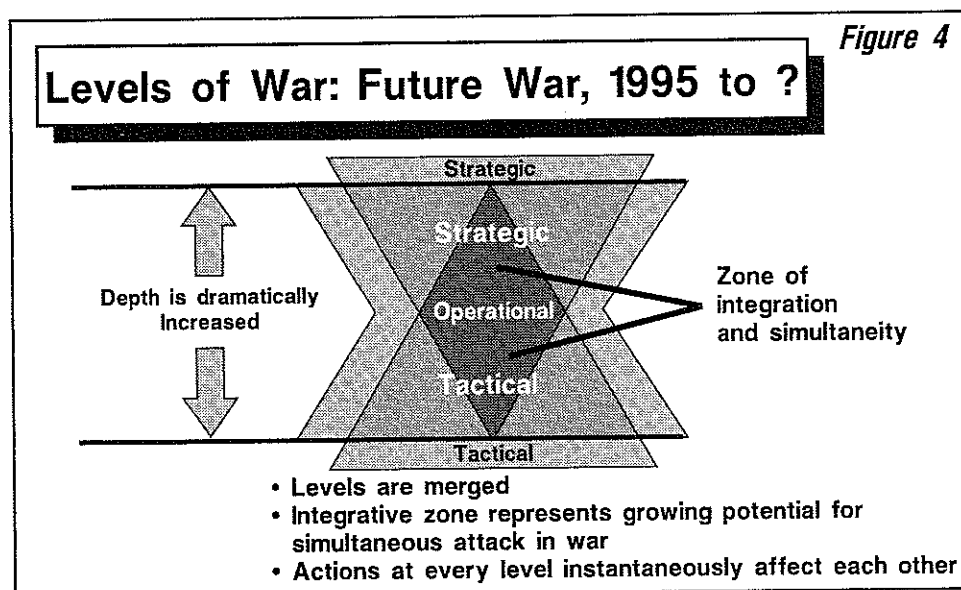 Figure 4
Levels of War: Future War, 1995 to ?
Strategic
Strategic
Depth is dramatically
Increased
Operational
Zone of
integration
and simultaneity
Tactical
Tactical
• Levels are merged
• Integrative zone represents growing potential for
simultaneous attack in war
• Actions at every level instantaneously affect each other